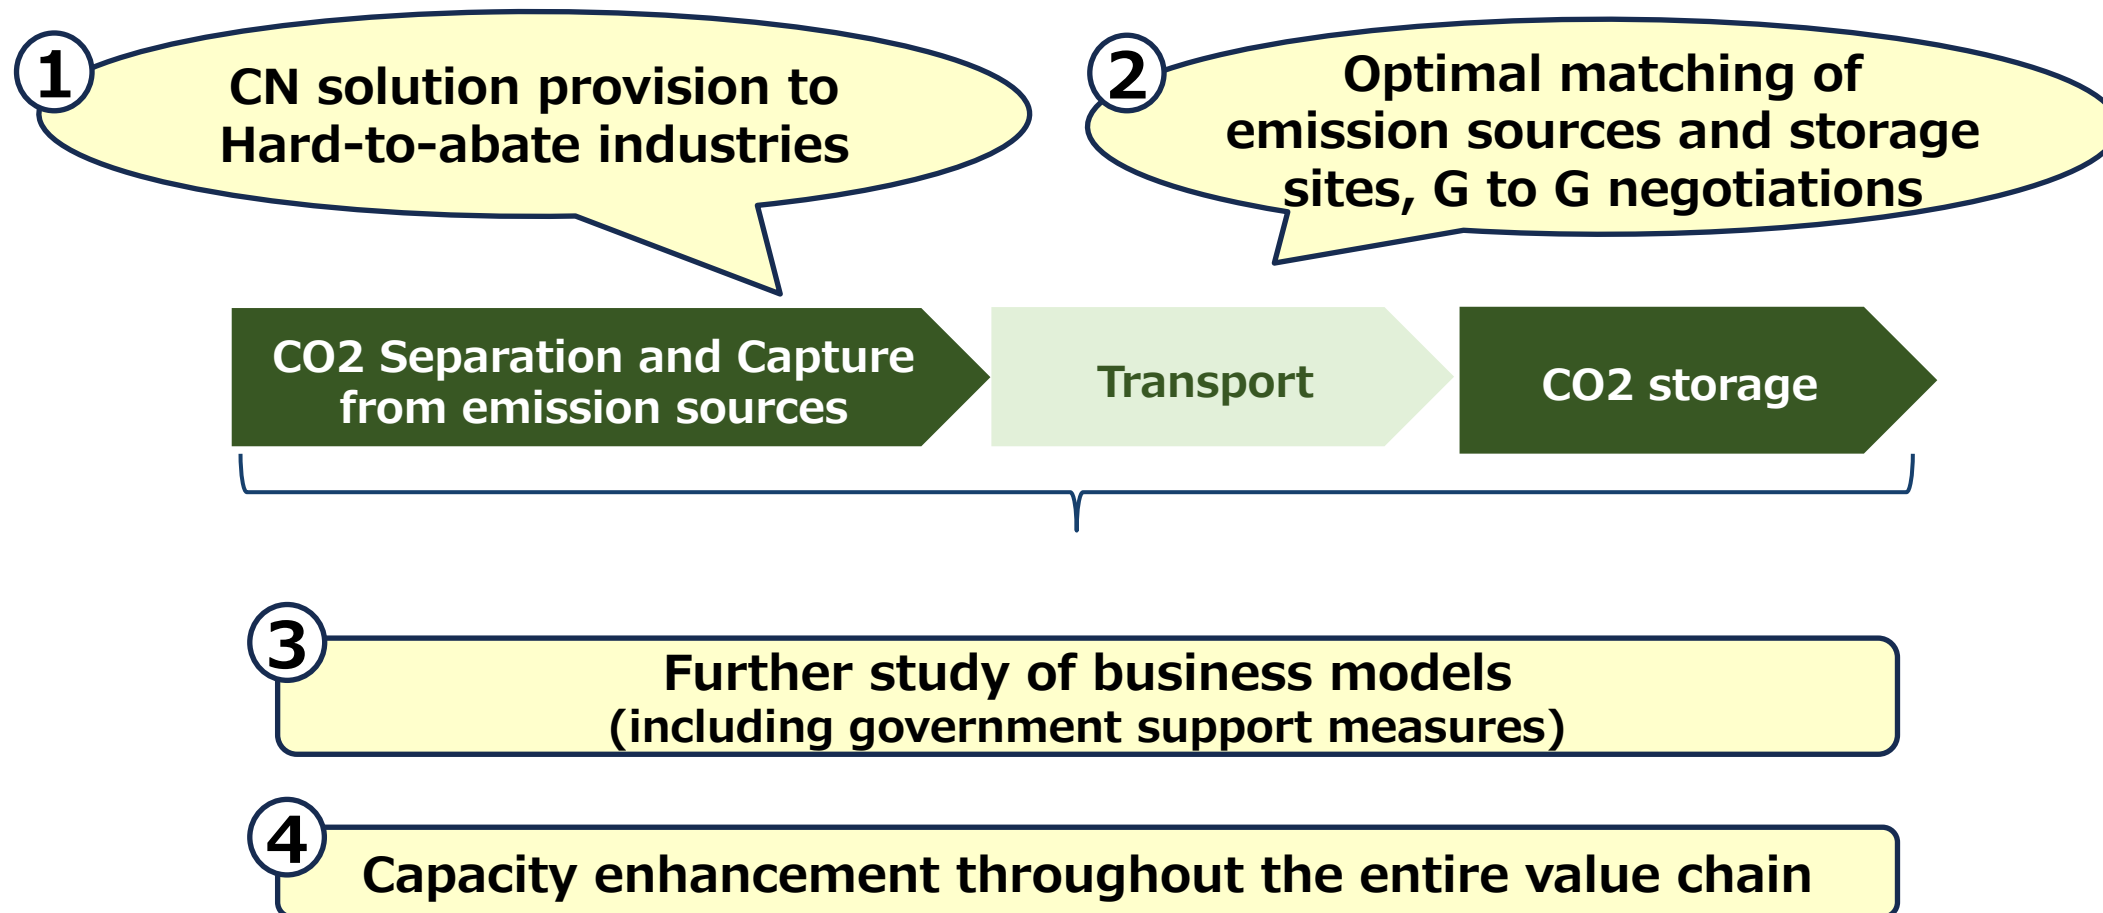 1
CN solution provision to
Hard-to-abate industries
2
Optimal matching of
emission sources and storage
sites, G to G negotiations
CO2 Separation and Capture
from emission sources
Transport
CO2 storage
3
Further study of business models
(including government support measures)
4
Capacity enhancement throughout the entire value chain